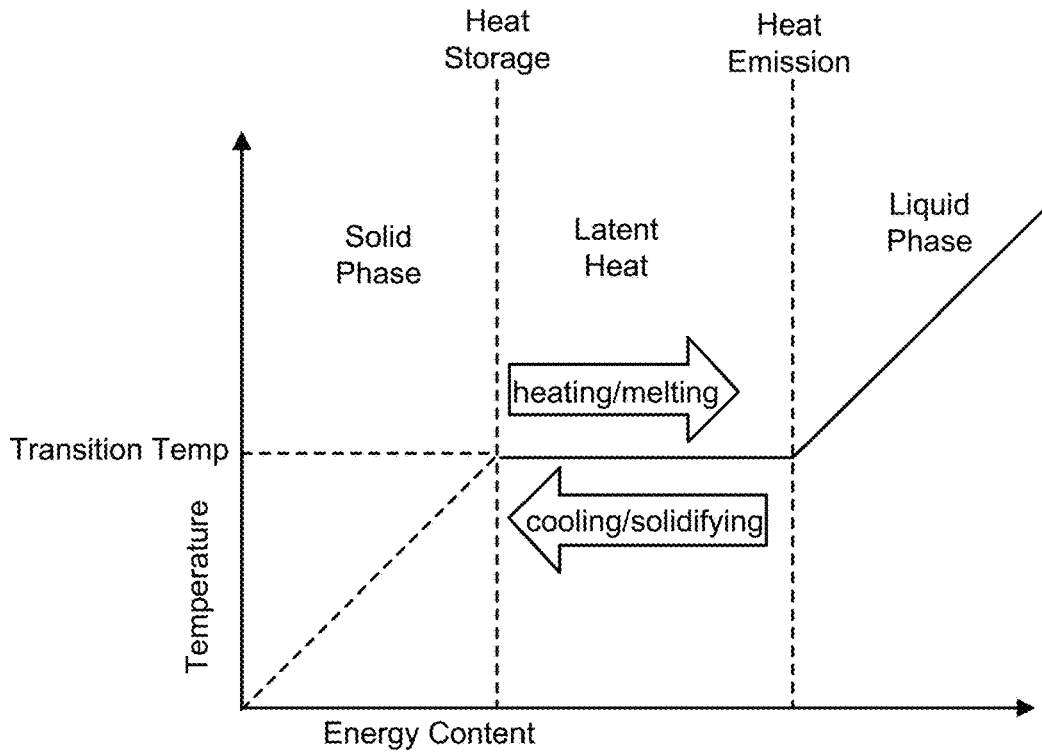 Heat
Storage
Heat
Emission
Solid
Phase
Latent
Heat
Liquid
Phase
heating/melting
Transition Temp
cooling/solidifying
Temperature
Energy Content